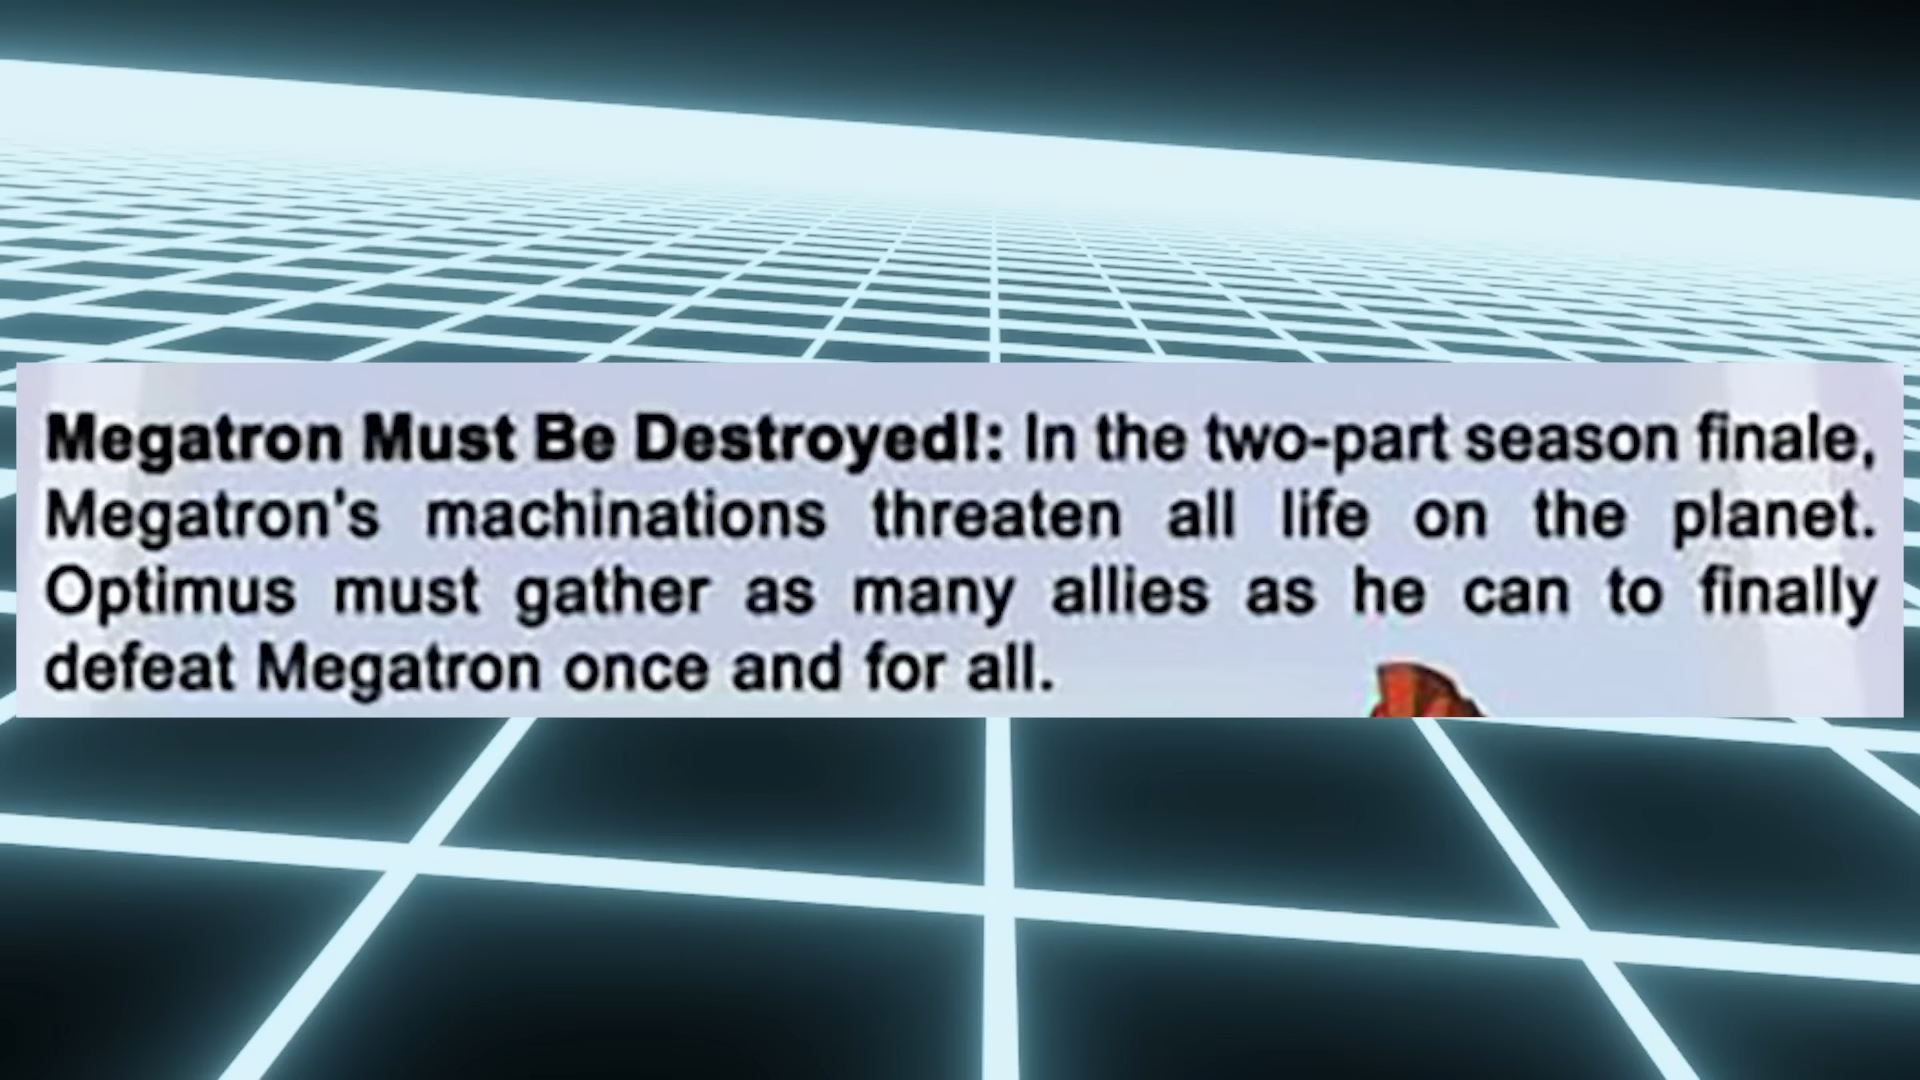 Megatron Must Be Destroyed!: In the two-part season finale,
Megatron's machinations threaten all life on the planet.
Optimus must gather as many allies as he can to finally
defeat Megatron once and for all.